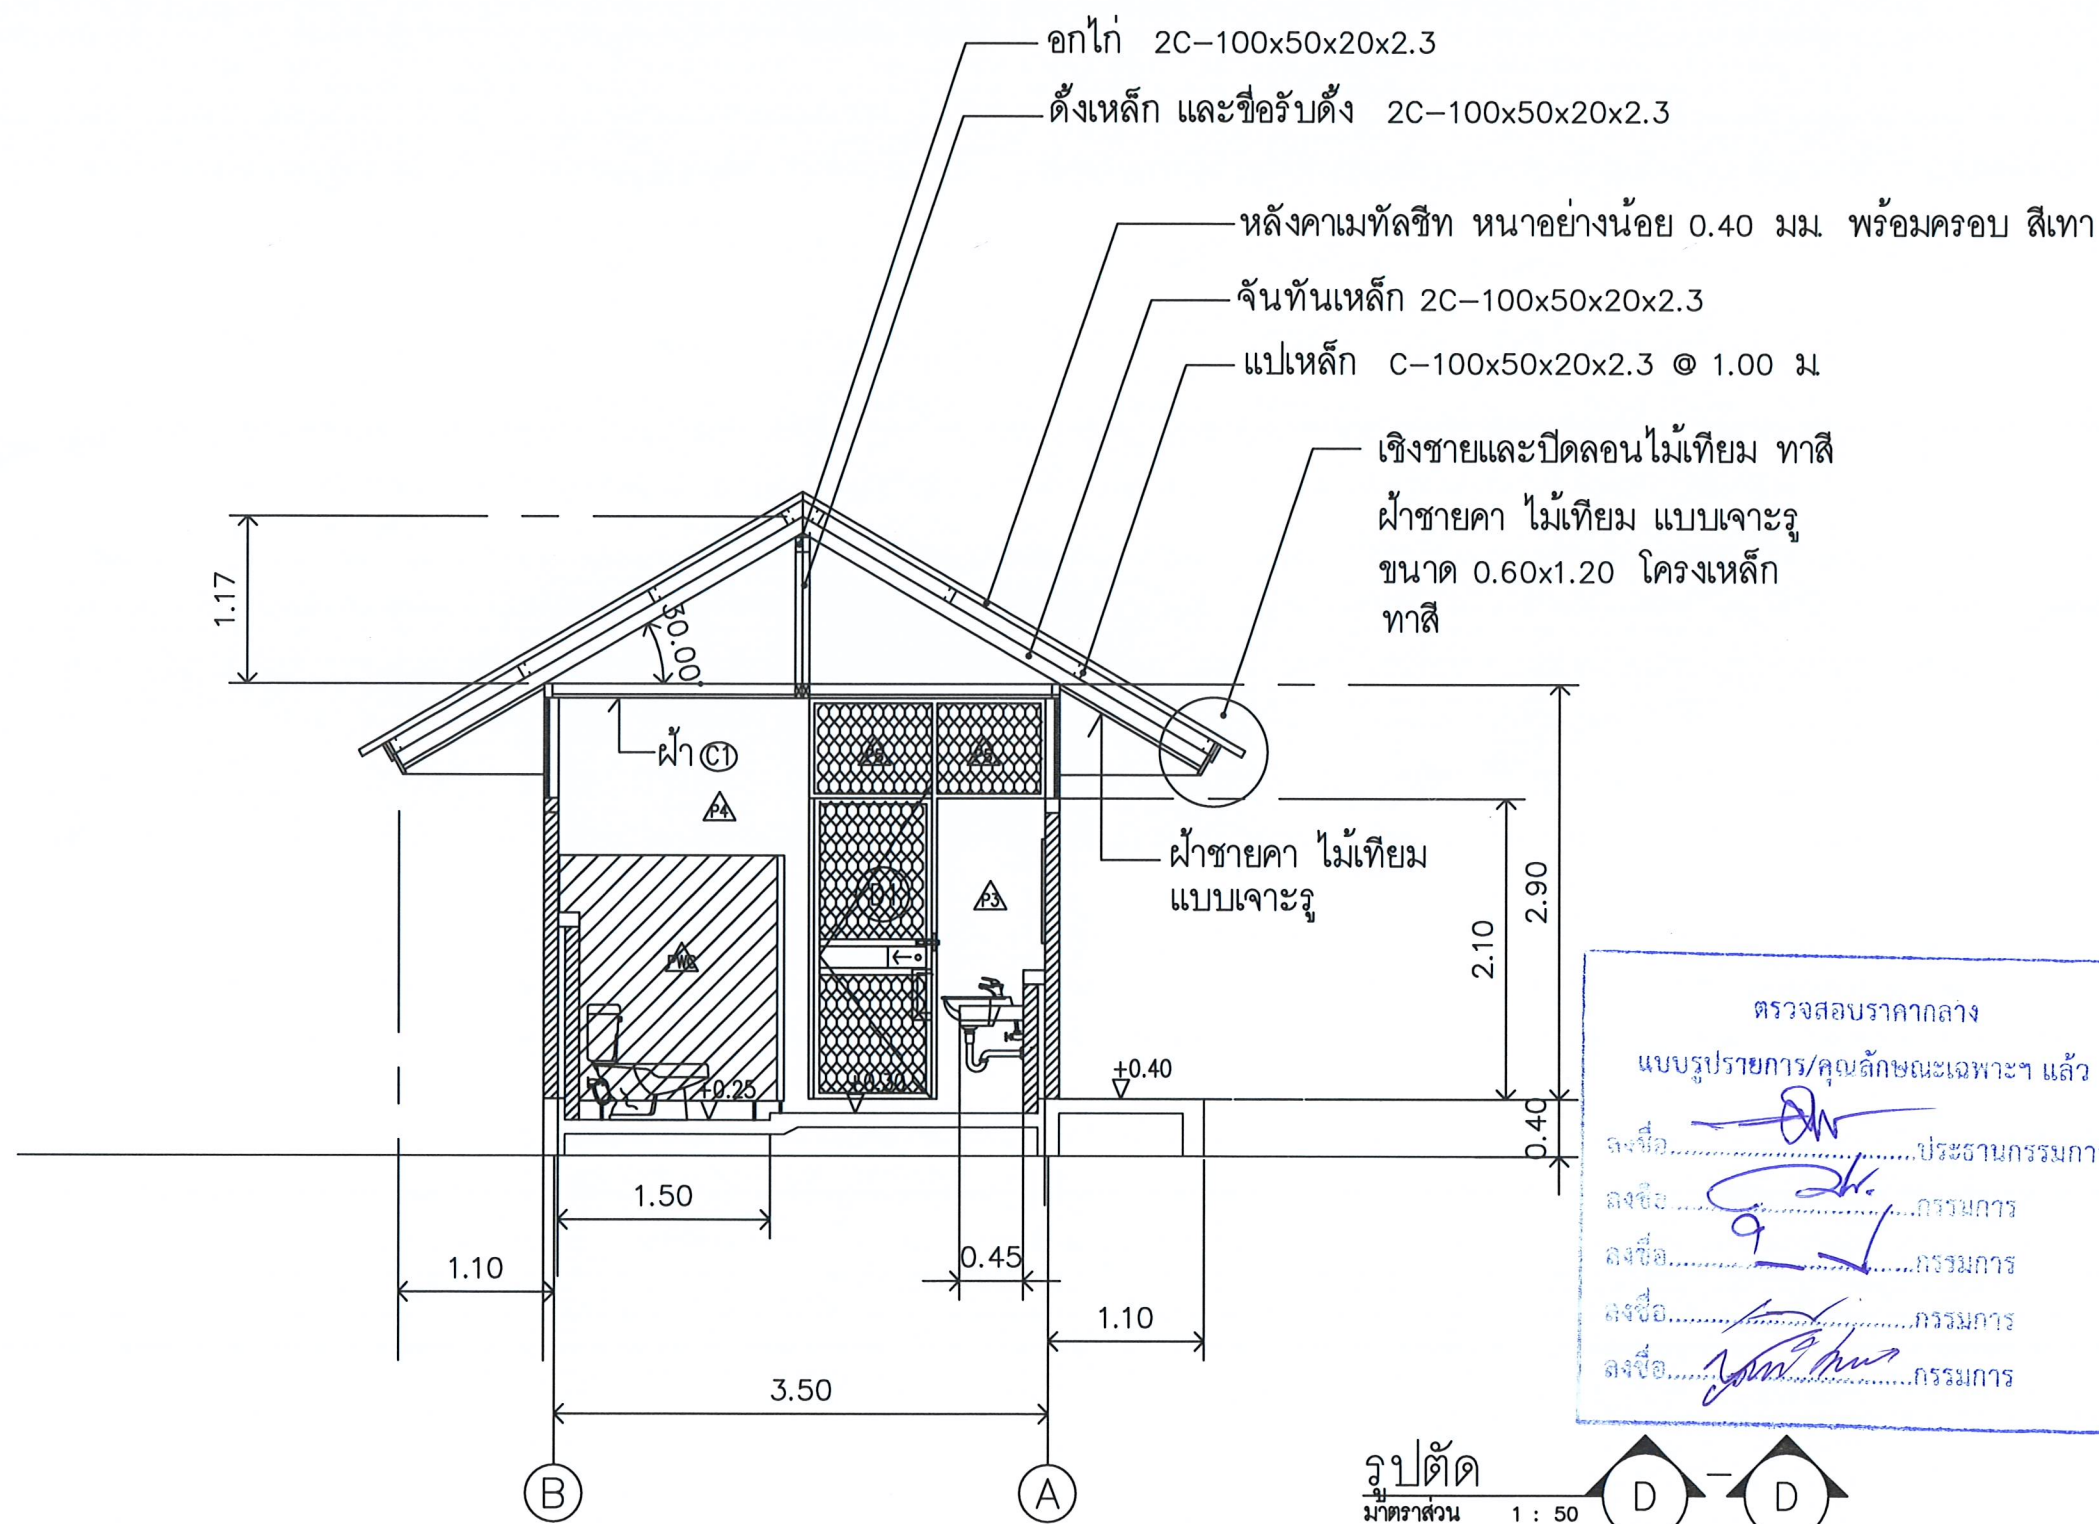 อกไก่ 2C-100x50x20x2.3
ดั้งเหล็ก และขื่อรับดั้ง 2C-100x50x20x2.3
หลังคาเมทัลชีท หนาอย่างน้อย 0.40 มม. พร้อมครอบ สีเทา
จันทันเหล็ก 2C-100x50x20x2.3
แปเหล็ก C-100x50x20x2.3 @ 1.00 ม.
เชิงชายและปิดลอนไม้เทียม ทาสี
ฝ้าชายคา ไม้เทียม แบบเจาะรู
ขนาด 0.60x1.20 โครงเหล็ก
ทาสี
1.17
30.00
ฝ้า C1
P5
P5
P4
ฝ้าชายคา ไม้เทียม
แบบเจาะรู
D1
P3
PWC
2.90
2.10
+0.25
+0.30
+0.40
0.40
1.50
1.10
0.45
1.10
3.50
B
A
ตรวจสอบราคากลาง
แบบรูปรายการ/คุณลักษณะเฉพาะฯ แล้ว
ลงชื่อ..............................ประธานกรรมกา
ลงชื่อ..............................กรรมการ
ลงชื่อ..............................กรรมการ
ลงชื่อ..............................กรรมการ
ลงชื่อ..............................กรรมการ
รูปตัด D - D
มาตราส่วน 1 : 50